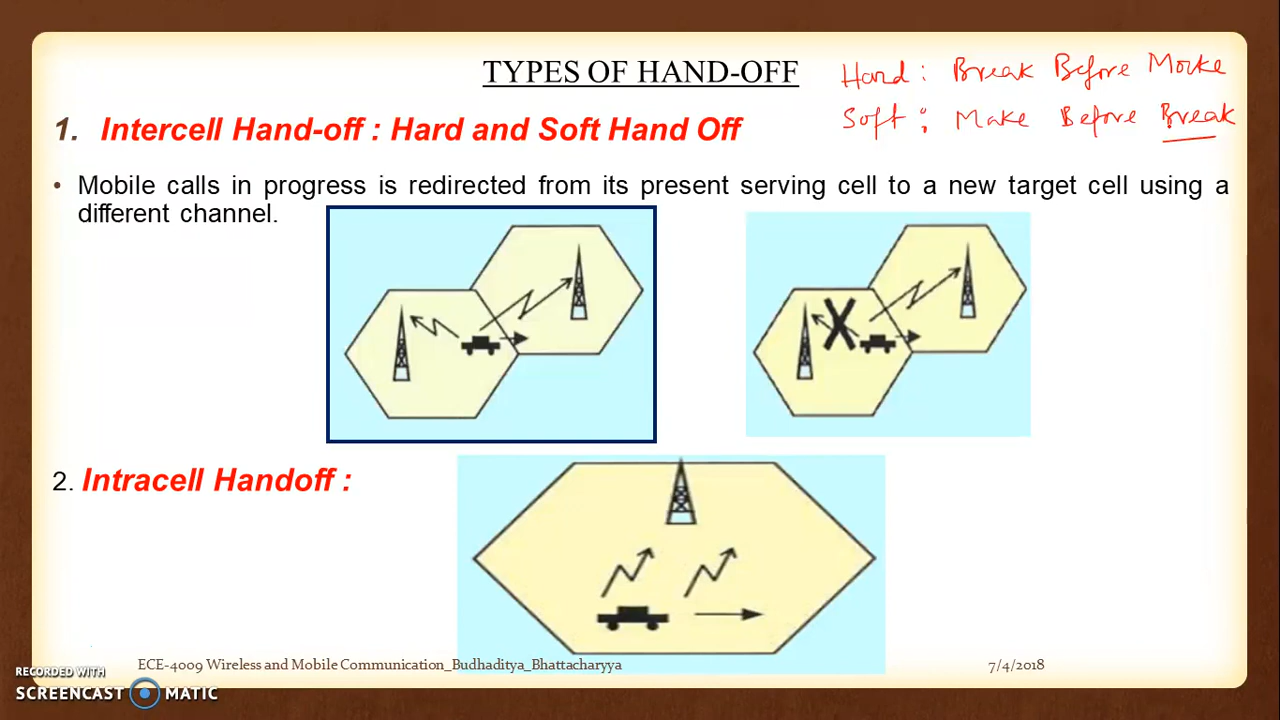 TYPES OF HAND-OFF
Hard : Break Before Make
Soft : Make Before Break
1. Intercell Hand-off : Hard and Soft Hand Off
• Mobile calls in progress is redirected from its present serving cell to a new target cell using a
different channel.
2. Intracell Handoff :
ECE-4009 Wireless and Mobile Communication_Budhaditya_Bhattacharyya
7/4/2018
RECORDED WITH
SCREENCAST MATIC